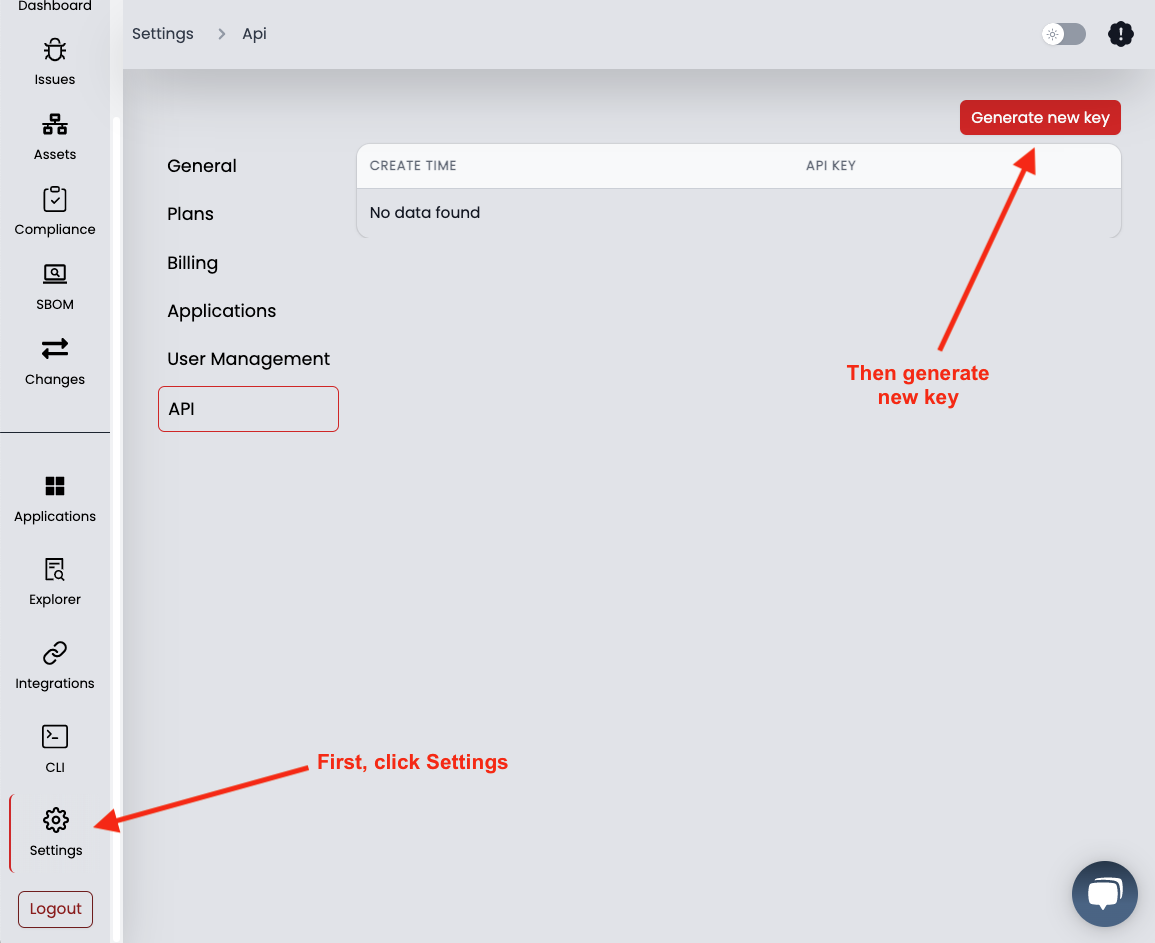 Dashboard
Issues
Assets
Compliance
SBOM
Changes
Applications
Explorer
Integrations
CLI
Settings
Logout
Settings > Api
Generate new key
General
Plans
Billing
Applications
User Management
API
CREATE TIME API KEY
No data found
Then generate
new key
First, click Settings